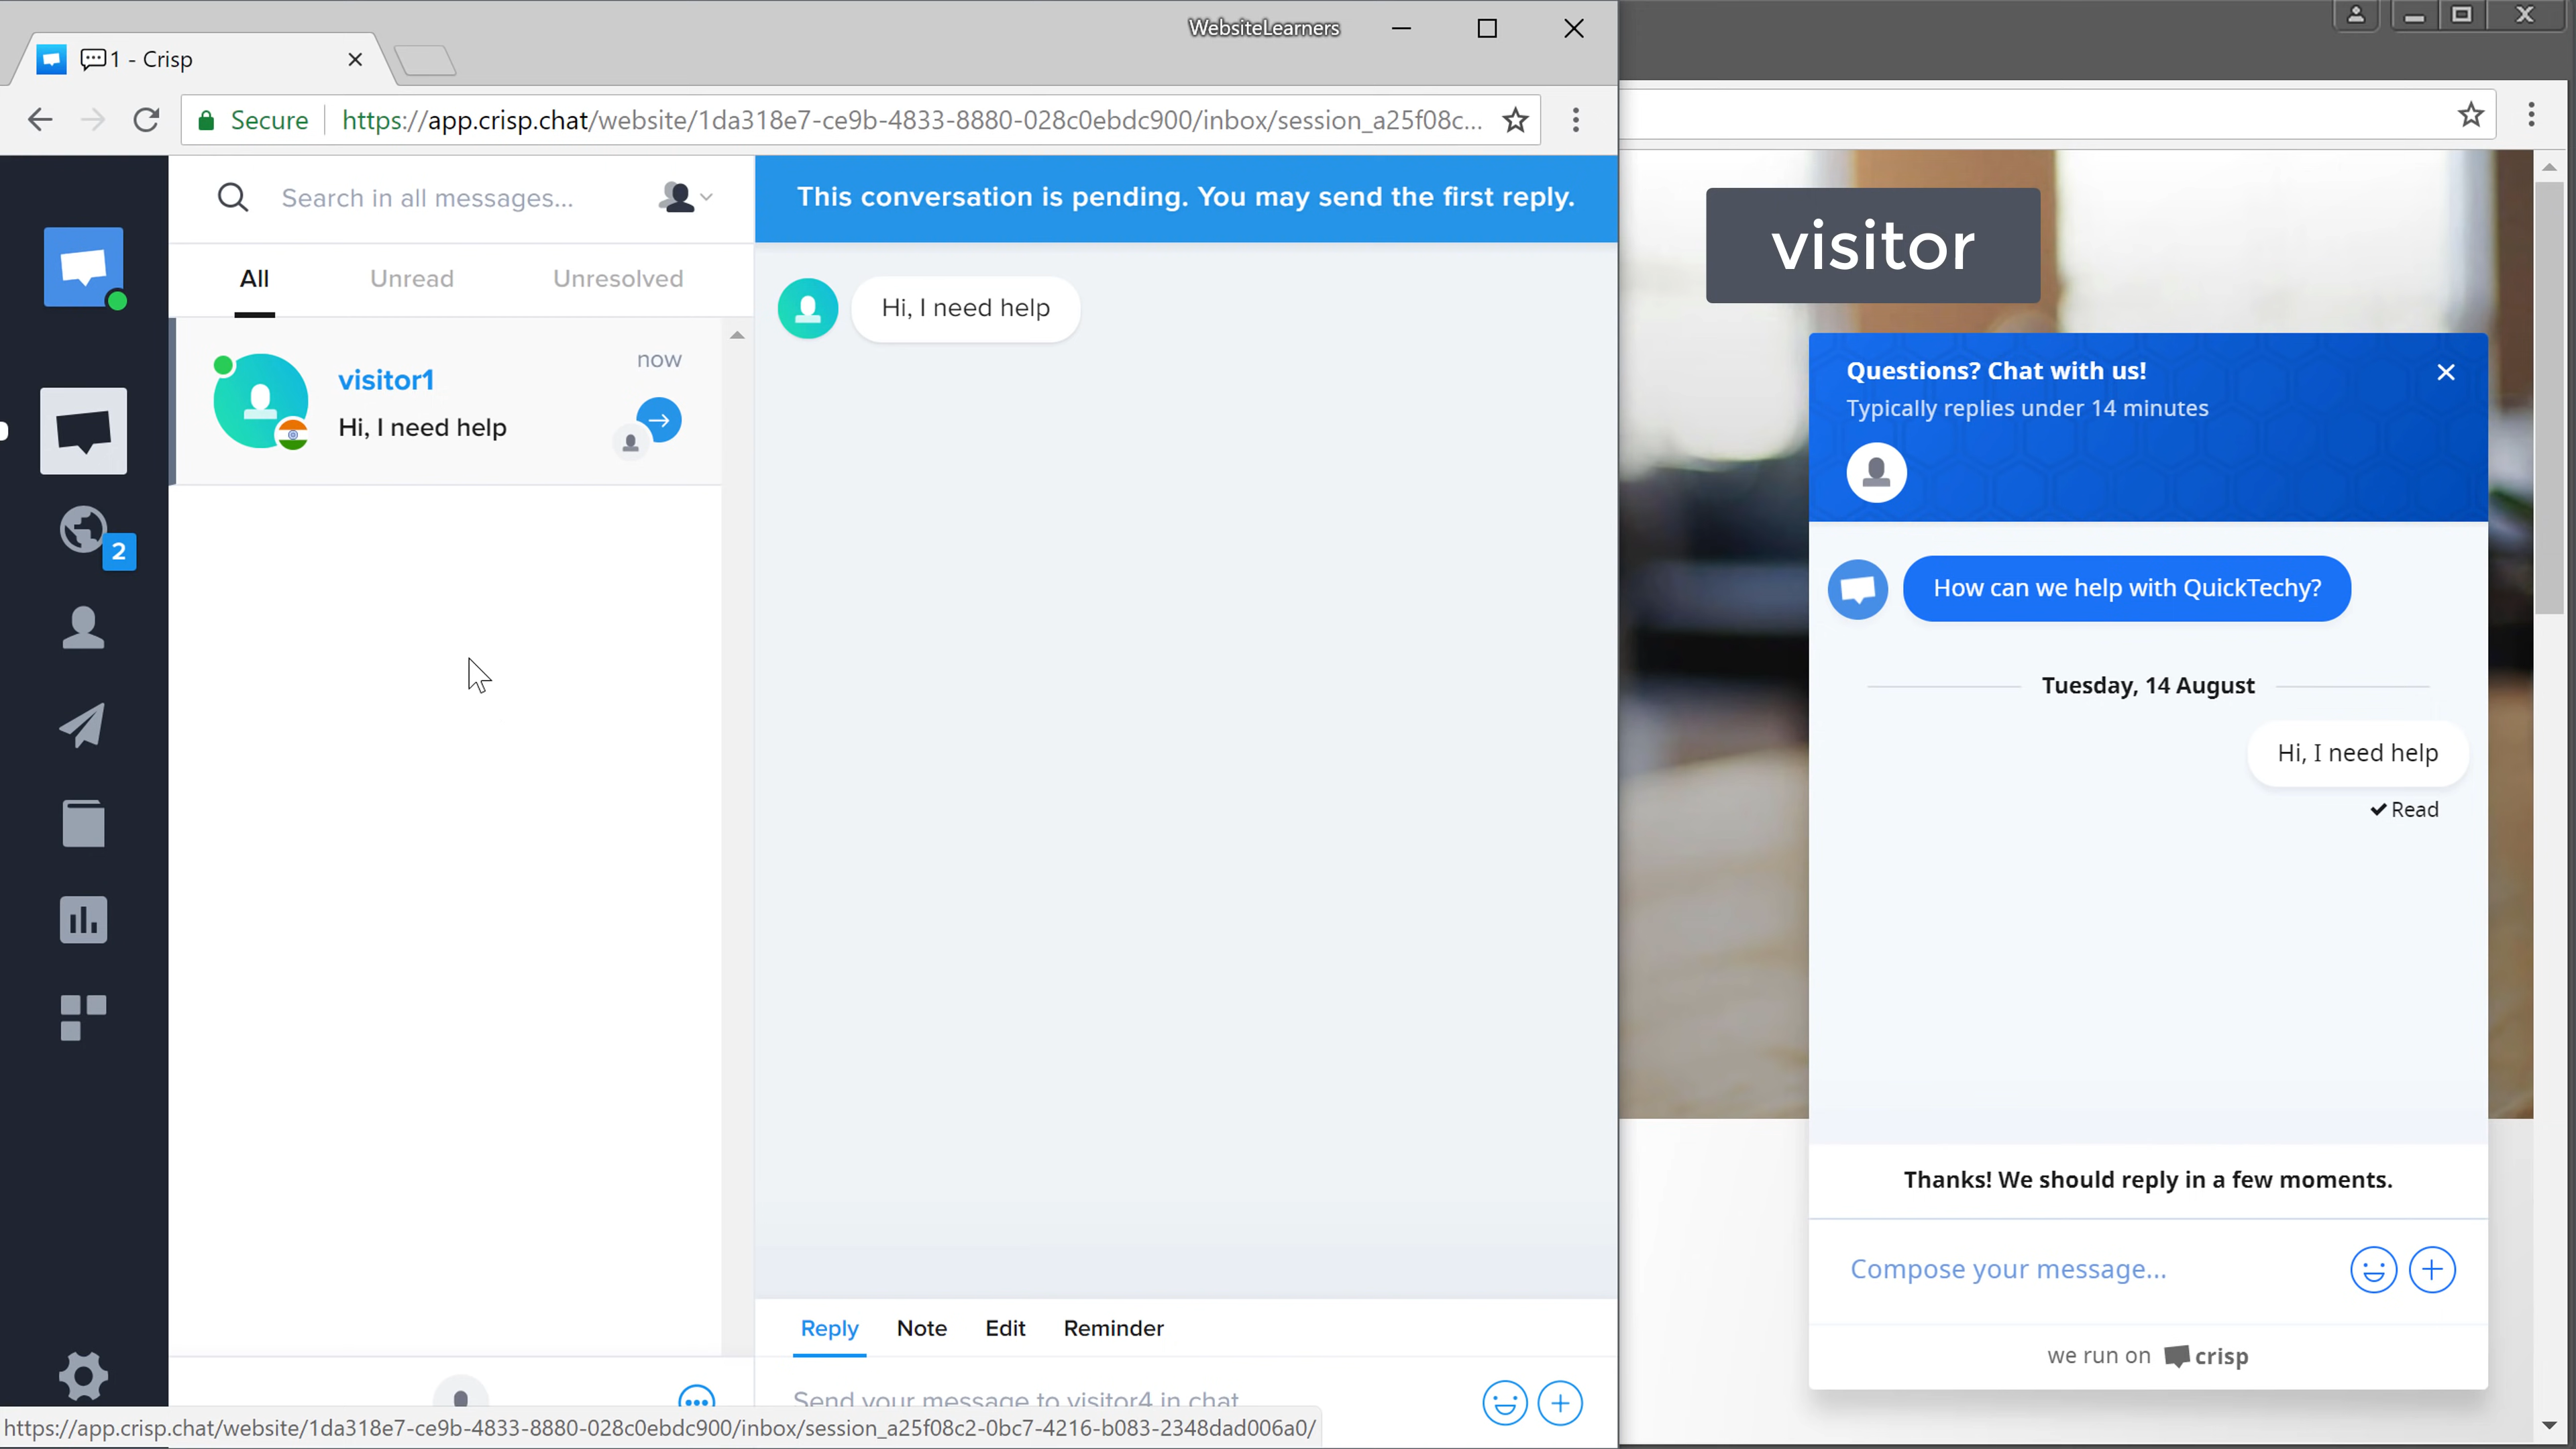 WebsiteLearners
1 - Crisp
Secure
https://app.crisp.chat/website/1da318e7-ce9b-4833-8880-028c0ebdc900/inbox/session_a25f08c...
Search in all messages...
All
Unread
Unresolved
visitor1
now
Hi, I need help
2
This conversation is pending. You may send the first reply.
Hi, I need help
Reply
Note
Edit
Reminder
Send your message to visitor4 in chat
https://app.crisp.chat/website/1da318e7-ce9b-4833-8880-028c0ebdc900/inbox/session_a25f08c2-0bc7-4216-b083-2348dad006a0/
visitor
Questions? Chat with us!
Typically replies under 14 minutes
How can we help with QuickTechy?
Tuesday, 14 August
Hi, I need help
Read
Thanks! We should reply in a few moments.
Compose your message...
we run on crisp